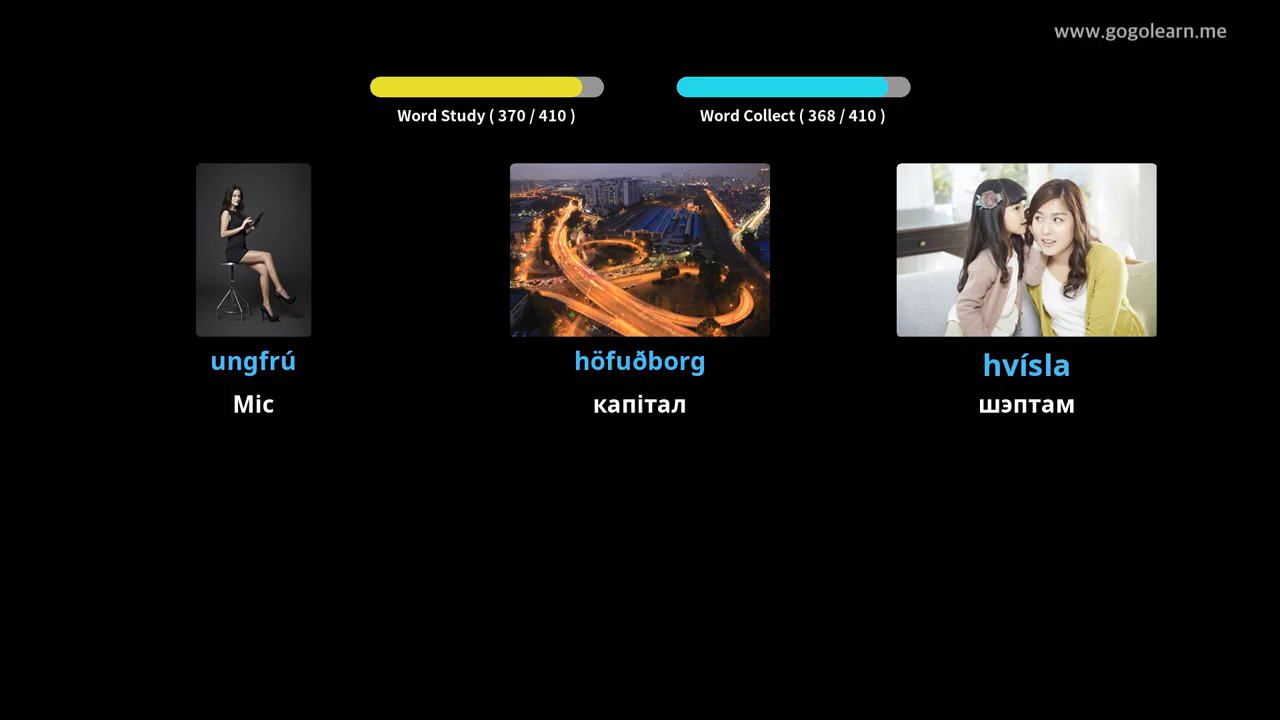 www.gogolearn.me
Word Study ( 370 / 410 )
Word Collect ( 368 / 410 )
ungfrú
höfuðborg
hvísla
Міс
капітал
шэптам